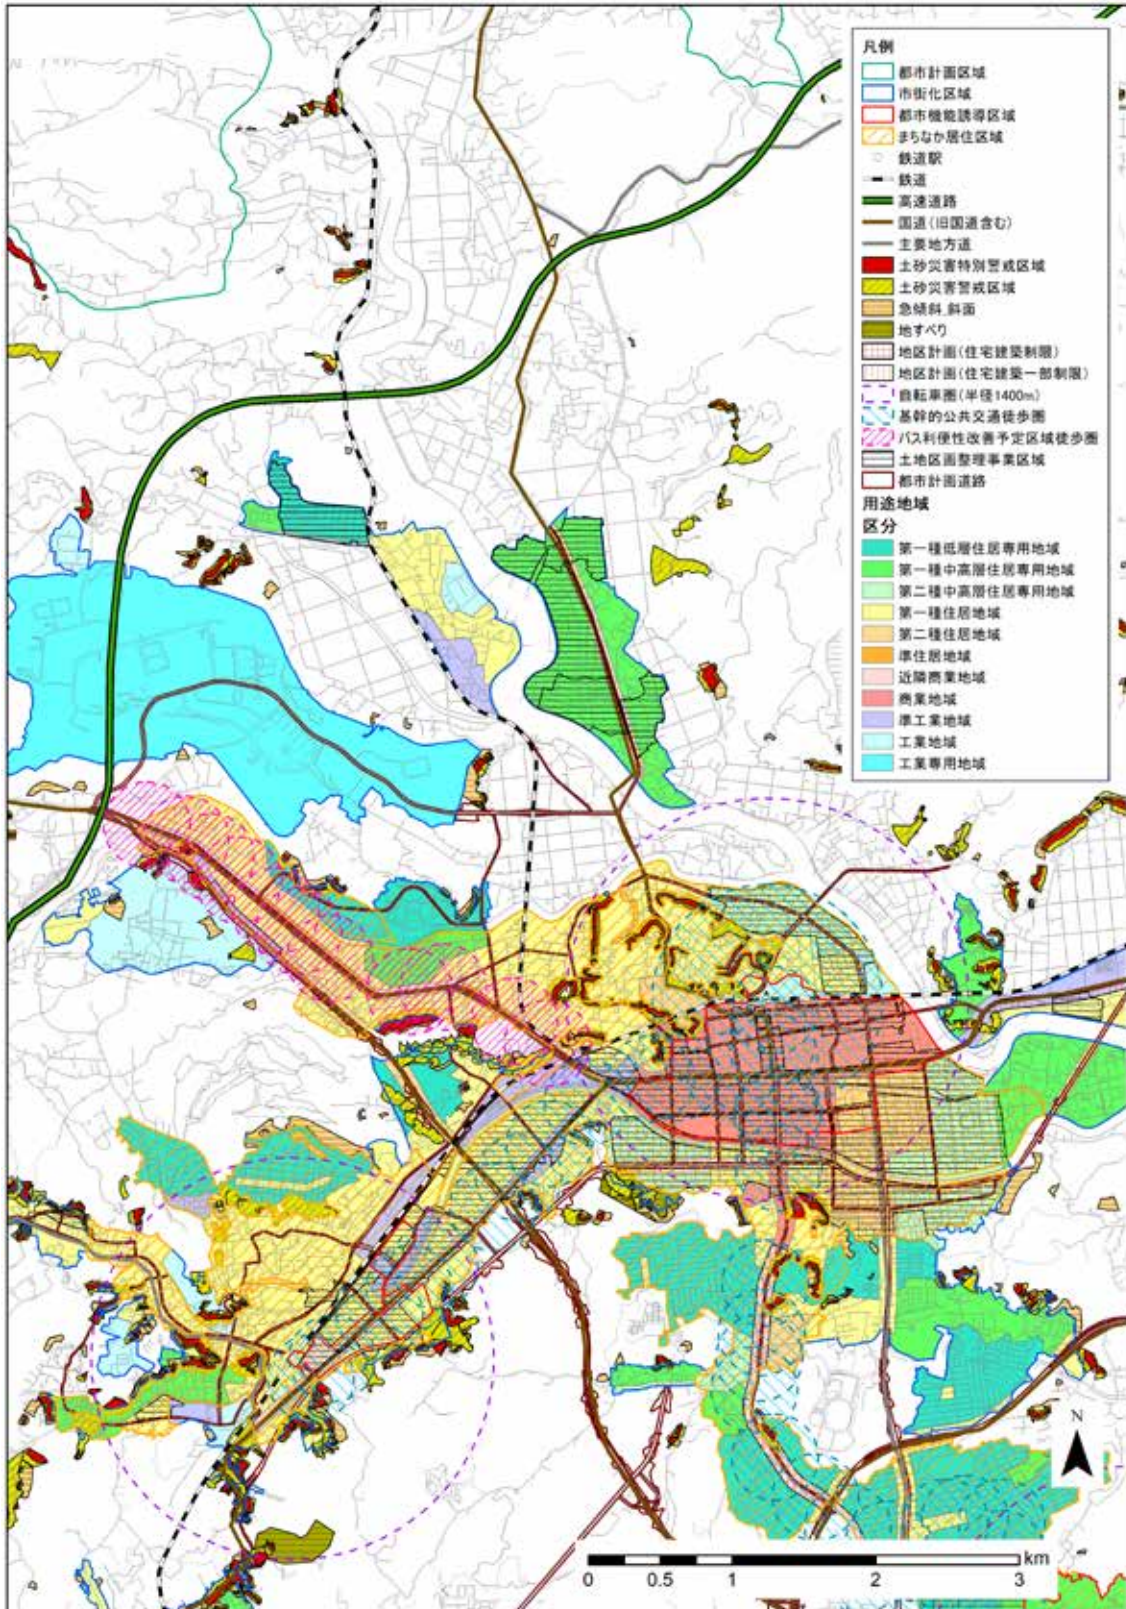 凡例
都市計画区域
市街化区域
都市機能誘導区域
まちなか居住区域
鉄道駅
鉄道
高速道路
国道(旧国道含む)
主要地方道
土砂災害特別警戒区域
土砂災害警戒区域
急傾斜_斜面
地すべり
地区計画(住宅建築制限)
地区計画(住宅建築一部制限)
自転車圏(半径1400m)
基幹的公共交通徒歩圏
バス利便性改善予定区域徒歩圏
土地区画整理事業区域
都市計画道路
用途地域
区分
第一種低層住居専用地域
第一種中高層住居専用地域
第二種中高層住居専用地域
第一種住居地域
第二種住居地域
準住居地域
近隣商業地域
商業地域
準工業地域
工業地域
工業専用地域
N
km
0 0.5 1 2 3